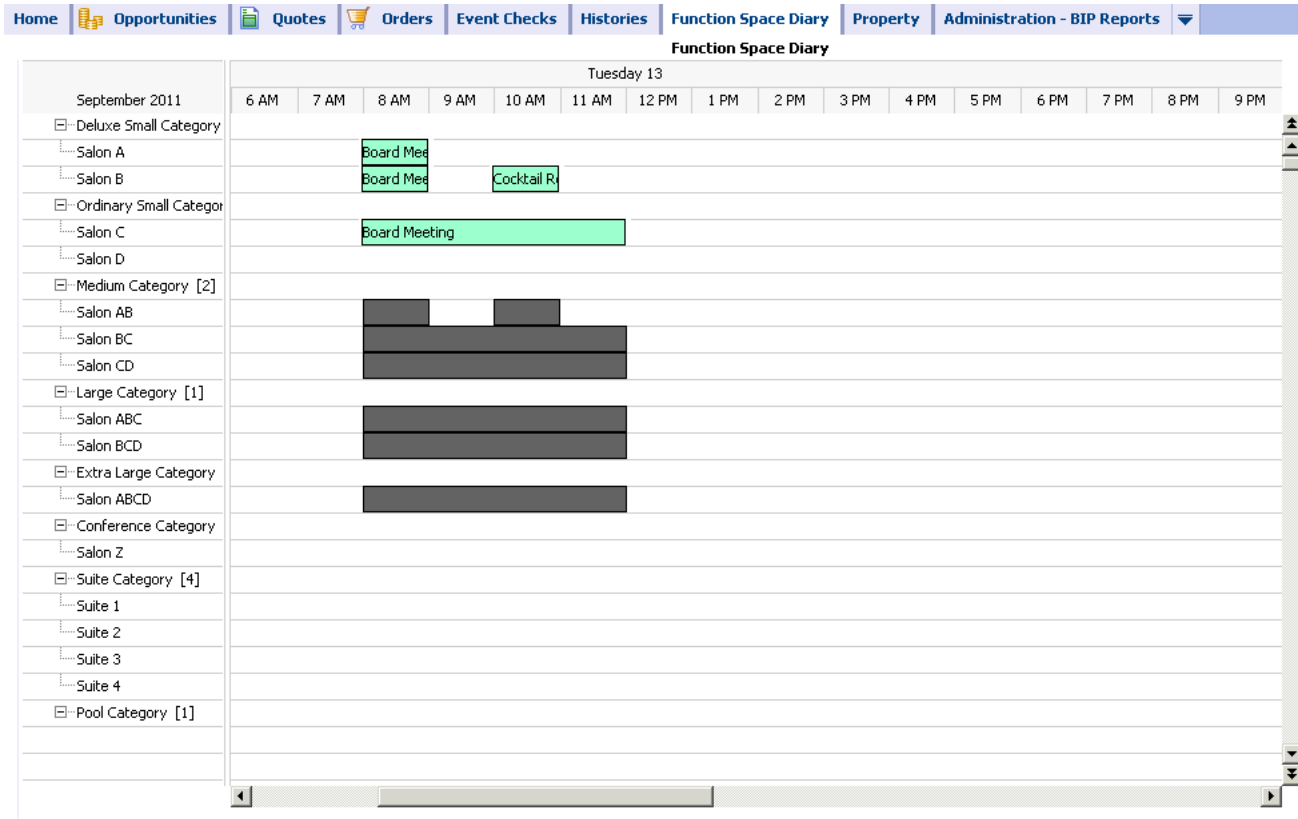 Home Opportunities Quotes Orders Event Checks Histories Function Space Diary Property Administration - BIP Reports
Function Space Diary
Tuesday 13
September 2011 6 AM 7 AM 8 AM 9 AM 10 AM 11 AM 12 PM 1 PM 2 PM 3 PM 4 PM 5 PM 6 PM 7 PM 8 PM 9 PM
Deluxe Small Category
Salon A Board Mee
Salon B Board Mee Cocktail Re
Ordinary Small Categor
Salon C Board Meeting
Salon D
Medium Category [2]
Salon AB
Salon BC
Salon CD
Large Category [1]
Salon ABC
Salon BCD
Extra Large Category
Salon ABCD
Conference Category
Salon Z
Suite Category [4]
Suite 1
Suite 2
Suite 3
Suite 4
Pool Category [1]